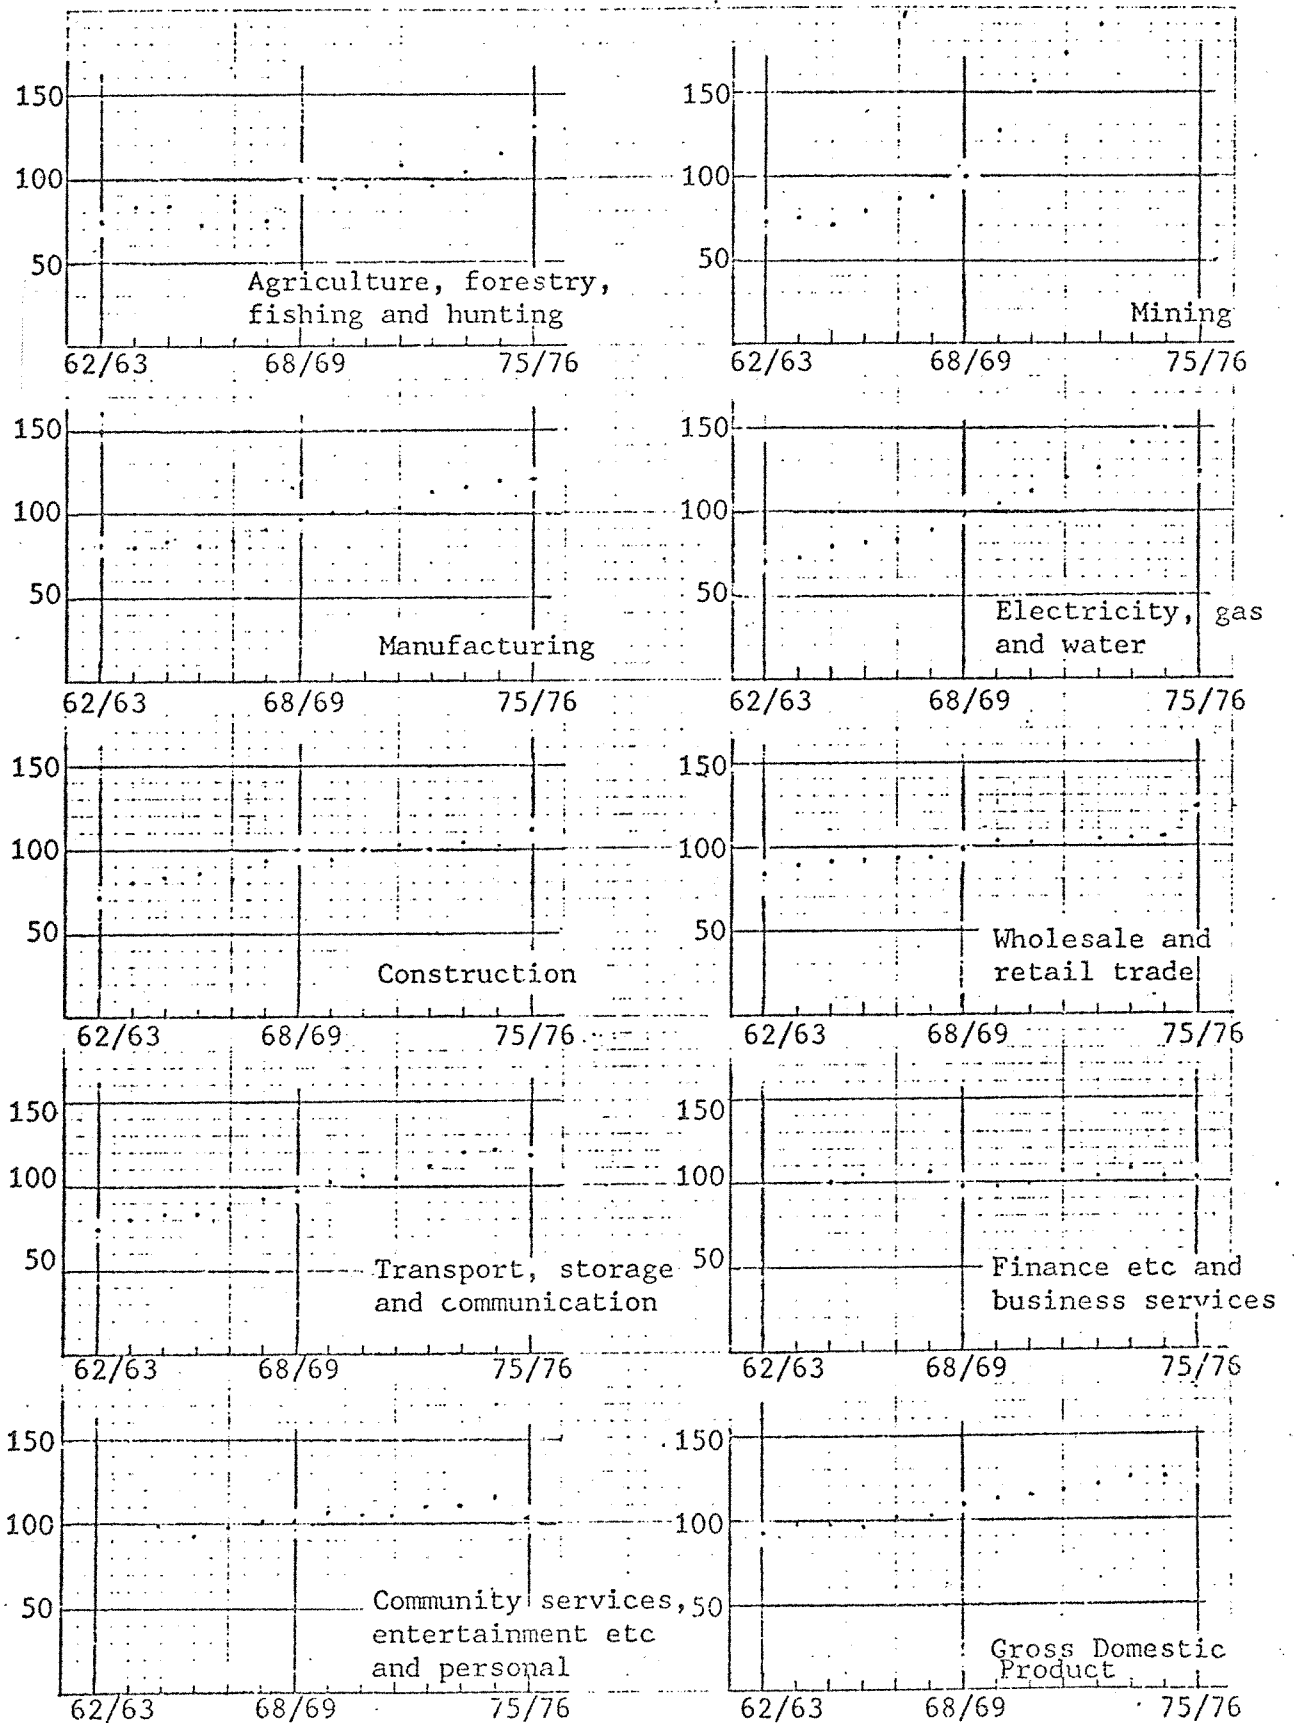 150
100
50
Agriculture, forestry,
fishing and hunting
62/63 68/69 75/76
150
100
50
Mining
62/63 68/69 75/76
150
100
50
Manufacturing
62/63 68/69 75/76
150
100
50
Electricity, gas
and water
62/63 68/69 75/76
150
100
50
Construction
62/63 68/69 75/76
150
100
50
Wholesale and
retail trade
62/63 68/69 75/76
150
100
50
Transport, storage
and communication
62/63 68/69 75/76
150
100
50
Finance etc and
business services
62/63 68/69 75/76
150
100
50
Community services,
entertainment etc
and personal
62/63 68/69 75/76
150
100
50
Gross Domestic
Product
62/63 68/69 75/76